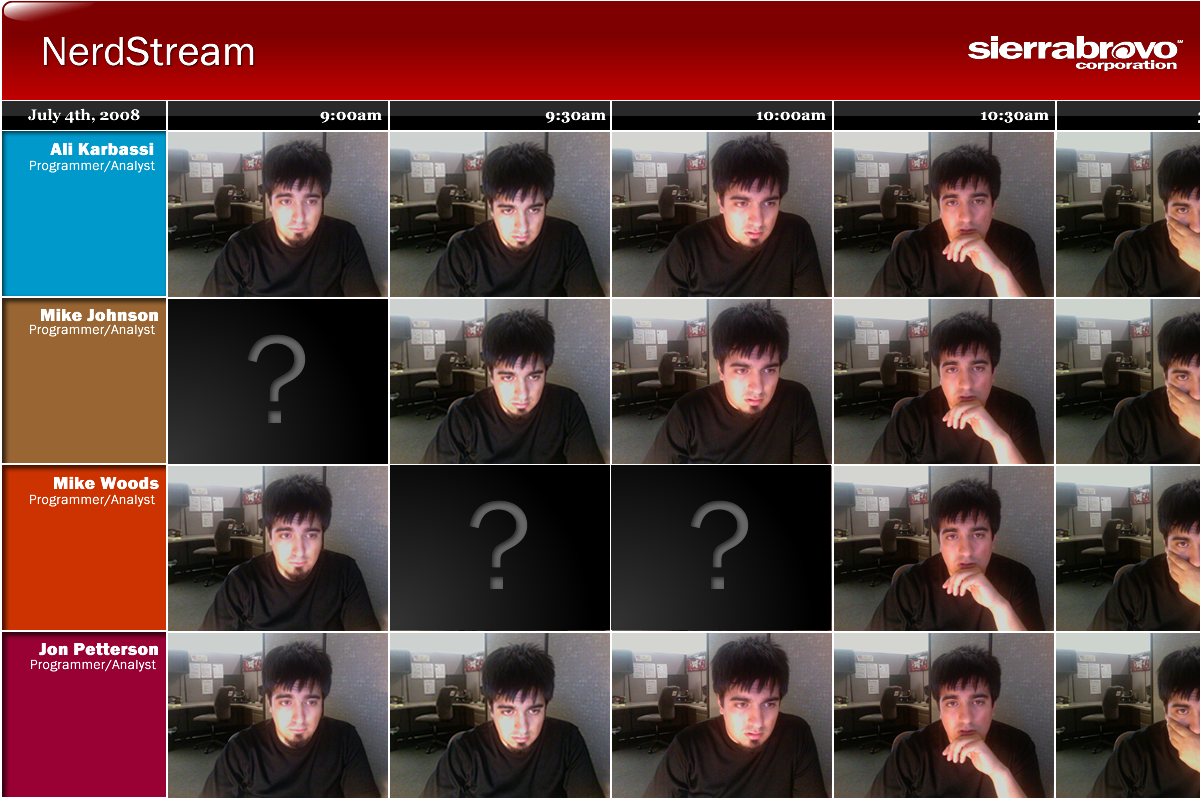 NerdStream
sierrabravo℠
corporation
July 4th, 2008
9:00am
9:30am
10:00am
10:30am
Ali Karbassi
Programmer/Analyst
Mike Johnson
Programmer/Analyst
?
Mike Woods
Programmer/Analyst
?
?
Jon Petterson
Programmer/Analyst